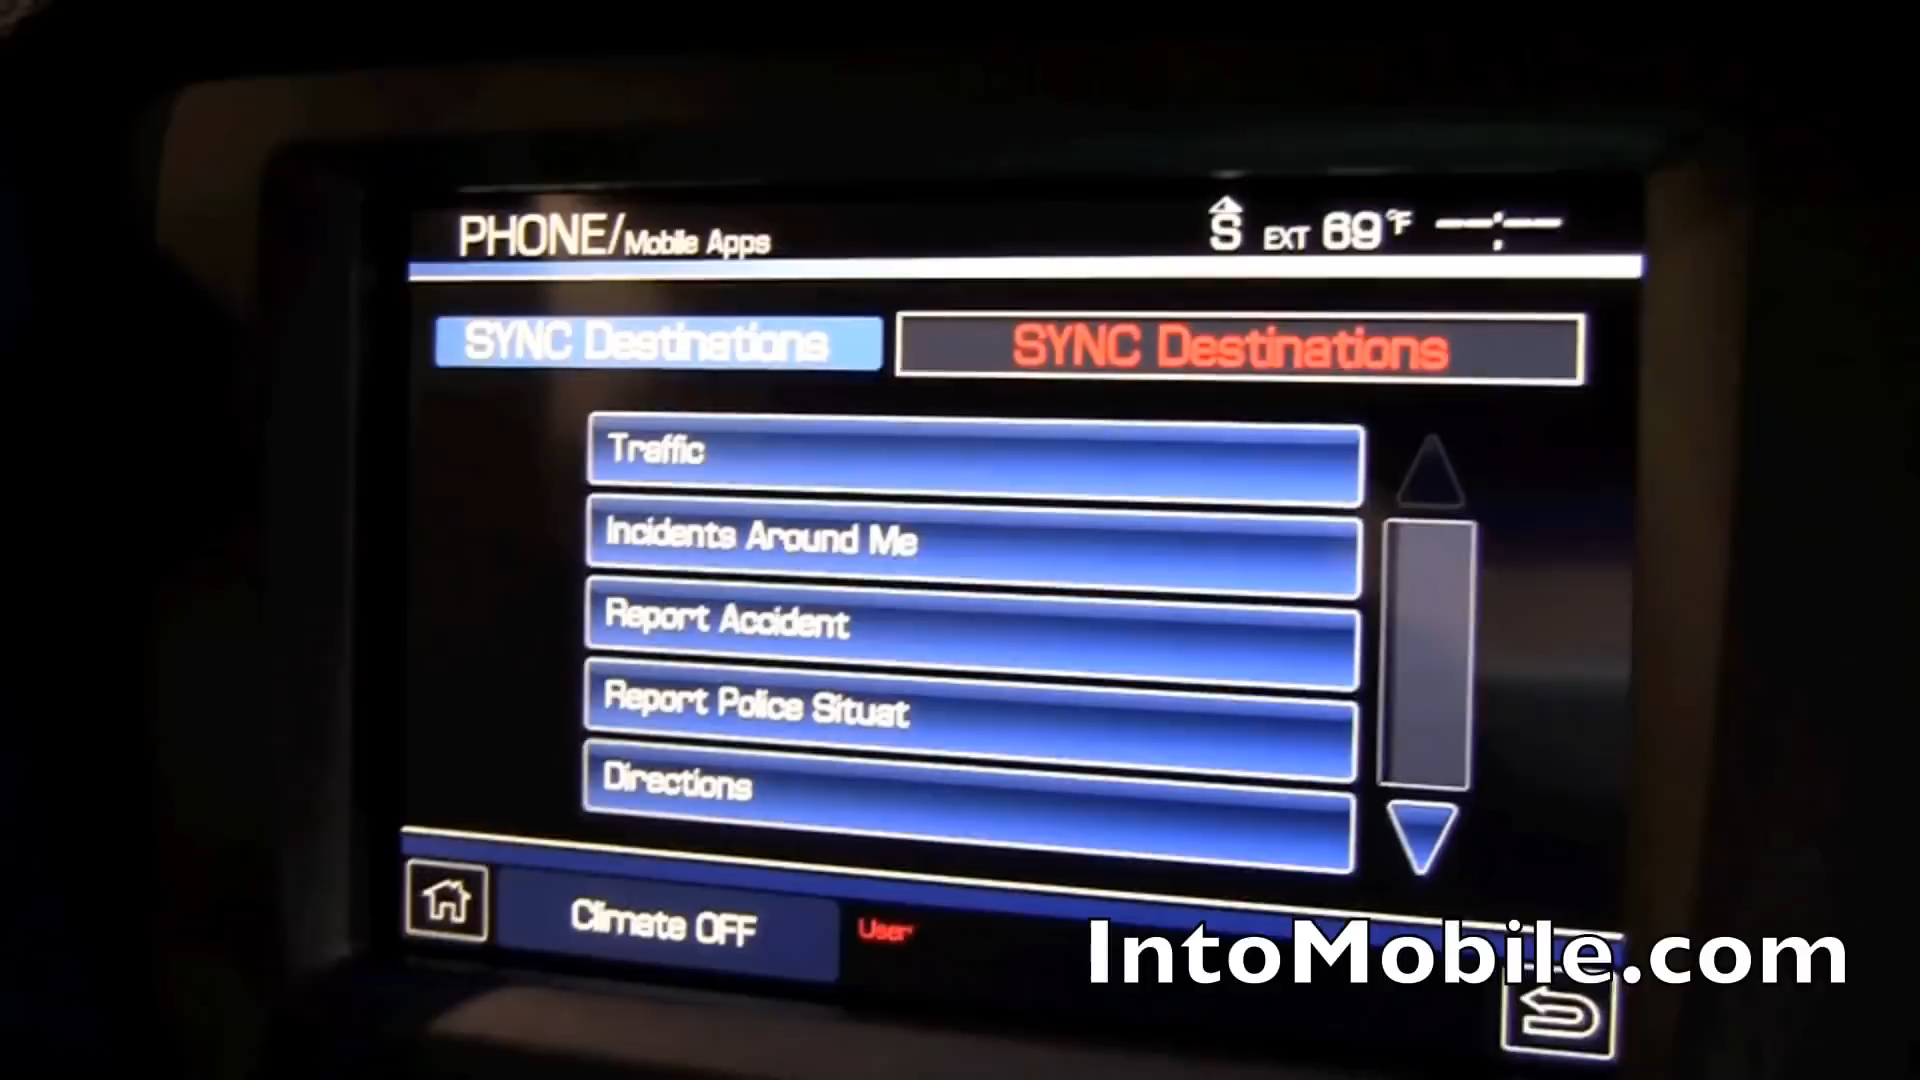 PHONE/Mobile Apps
S EXT 69°F --:--
SYNC Destinations
SYNC Destinations
Traffic
Incidents Around Me
Report Accident
Report Police Situat
Directions
Climate OFF
User
IntoMobile.com